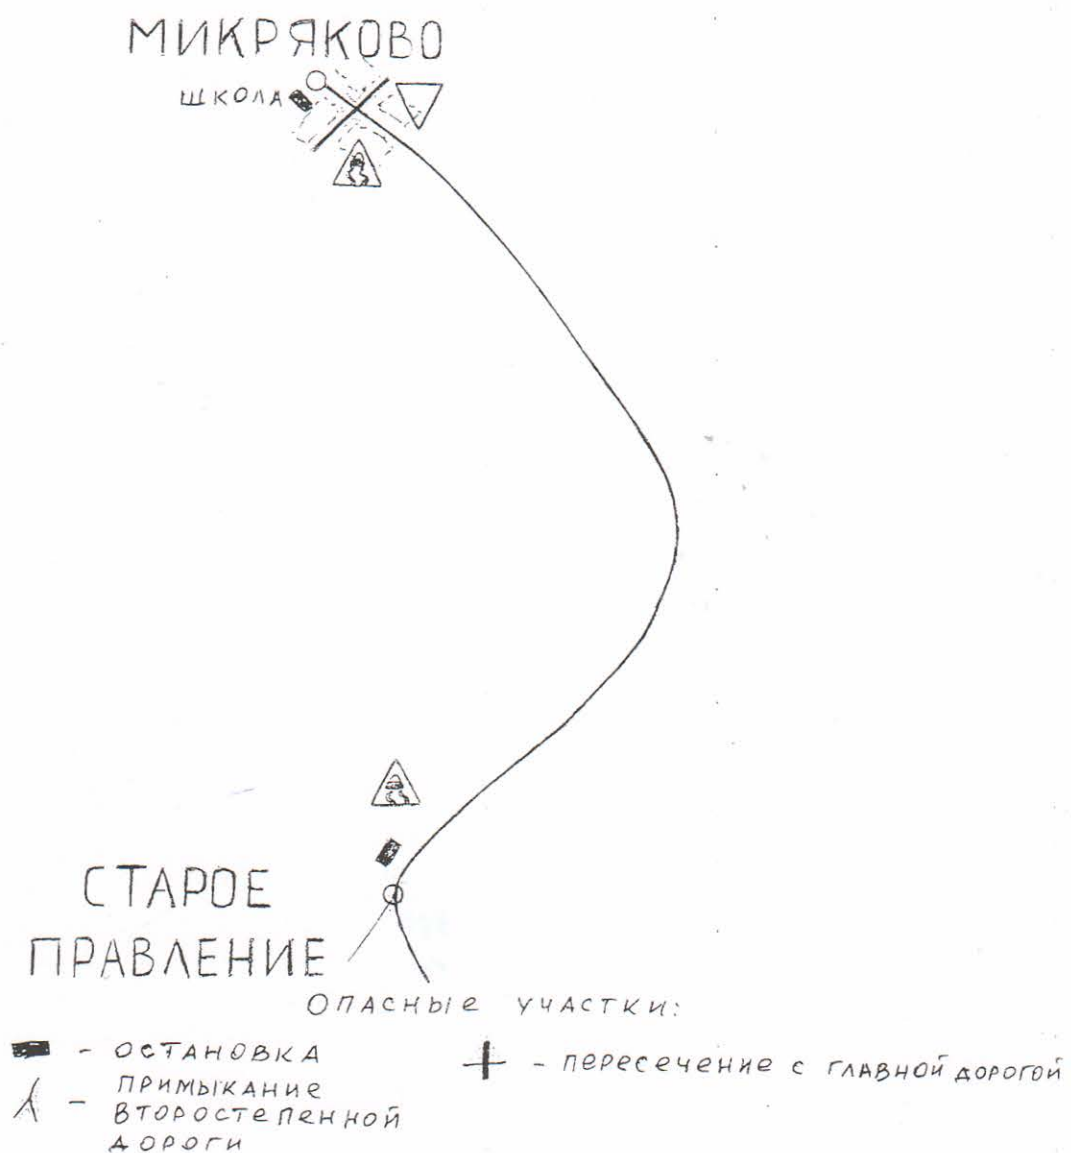 МИКРЯКОВО
ШКОЛА
СТАРОЕ
ПРАВЛЕНИЕ
ОПАСНЫЕ УЧАСТКИ:
- ОСТАНОВКА
- ПРИМЫКАНИЕ
ВТОРОСТЕПЕННОЙ
ДОРОГИ
- ПЕРЕСЕЧЕНИЕ С ГЛАВНОЙ ДОРОГОЙ